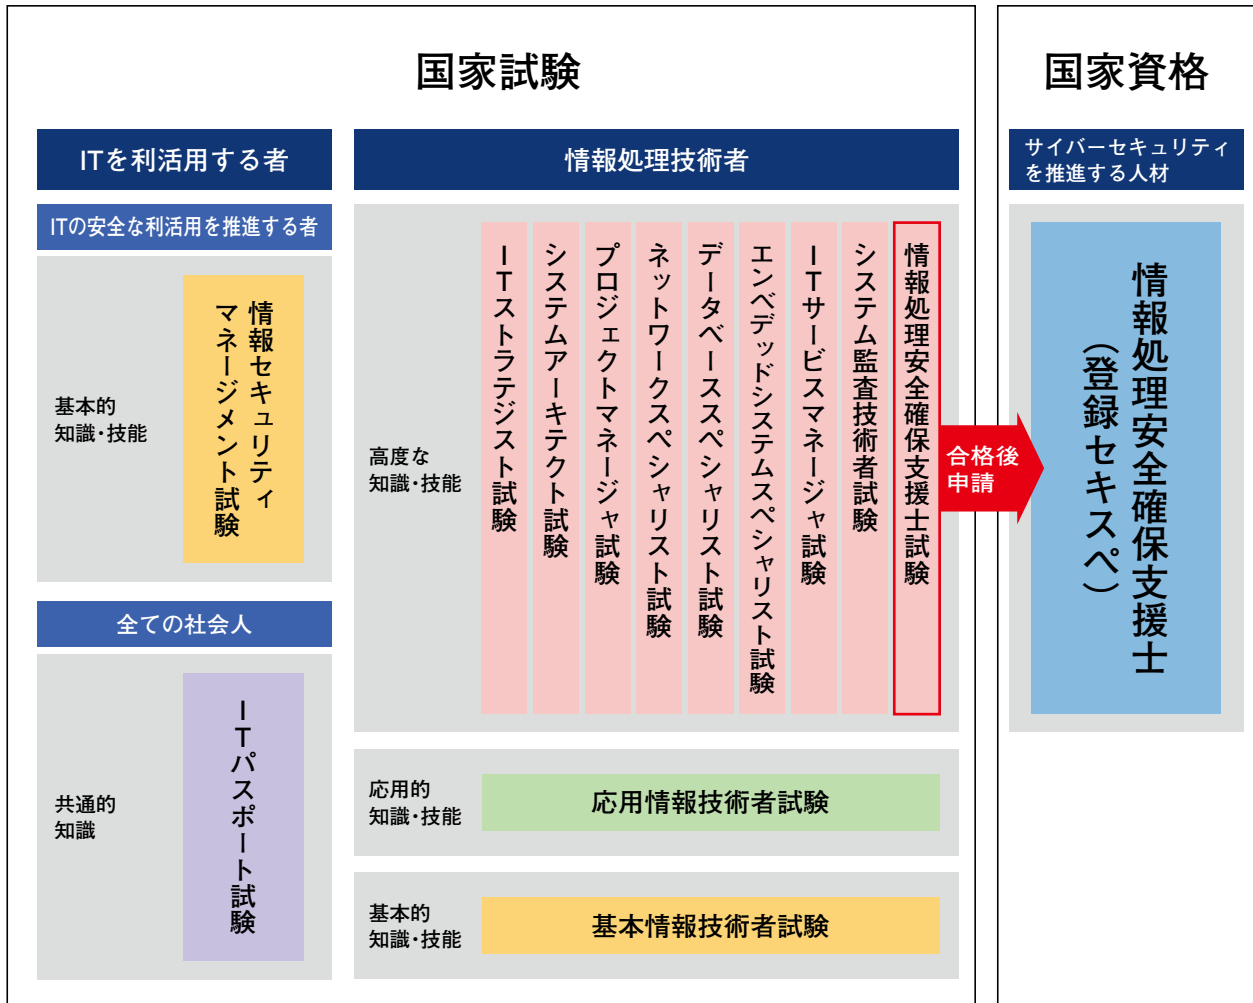 国家試験
ITを利活用する者
ITの安全な利活用を推進する者
基本的
知識・技能
情報セキュリティ
マネージメント試験
全ての社会人
共通的
知識
ITパスポート試験
情報処理技術者
高度な
知識・技能
ITストラテジスト試験
システムアーキテクト試験
プロジェクトマネージャ試験
ネットワークスペシャリスト試験
データベーススペシャリスト試験
エンベデッドシステムスペシャリスト試験
ITサービスマネージャ試験
システム監査技術者試験
情報処理安全確保支援士試験
合格後
申請
応用的
知識・技能
応用情報技術者試験
基本的
知識・技能
基本情報技術者試験
国家資格
サイバーセキュリティ
を推進する人材
情報処理安全確保支援士
（登録セキスペ）